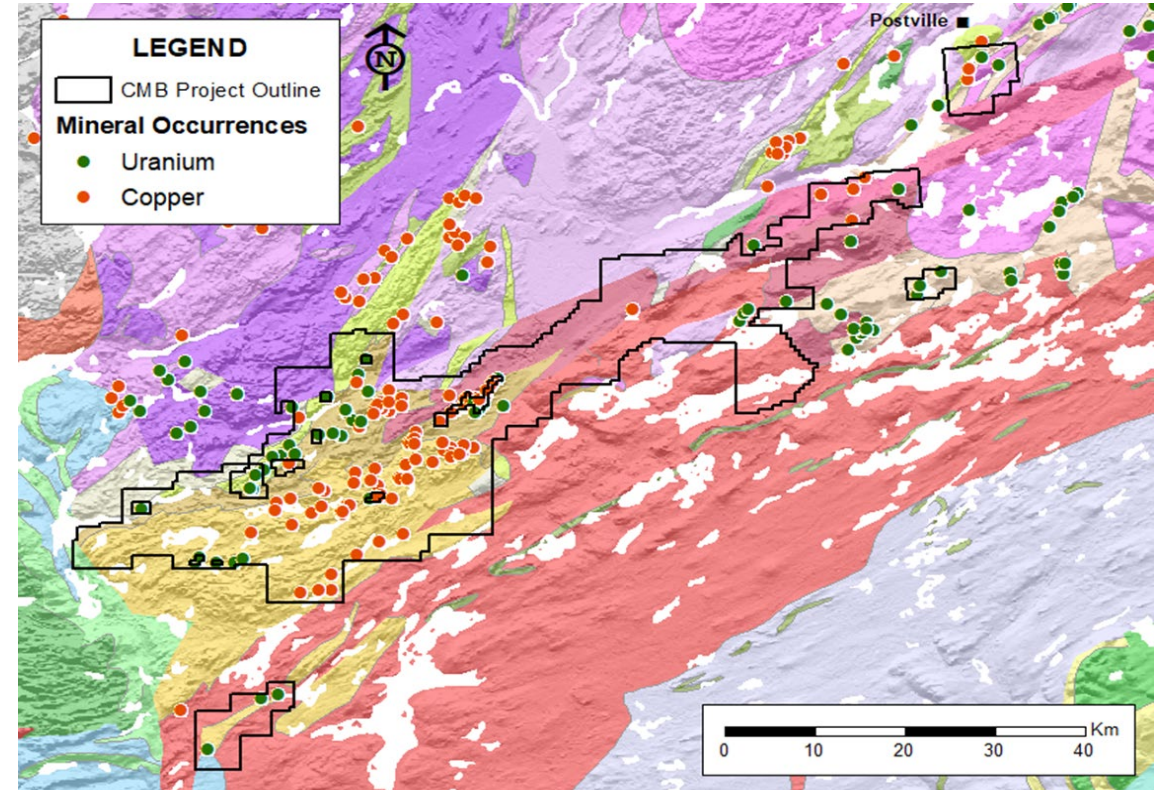 LEGEND
CMB Project Outline
Mineral Occurrences
Uranium
Copper
N
Postville
Km
0 10 20 30 40